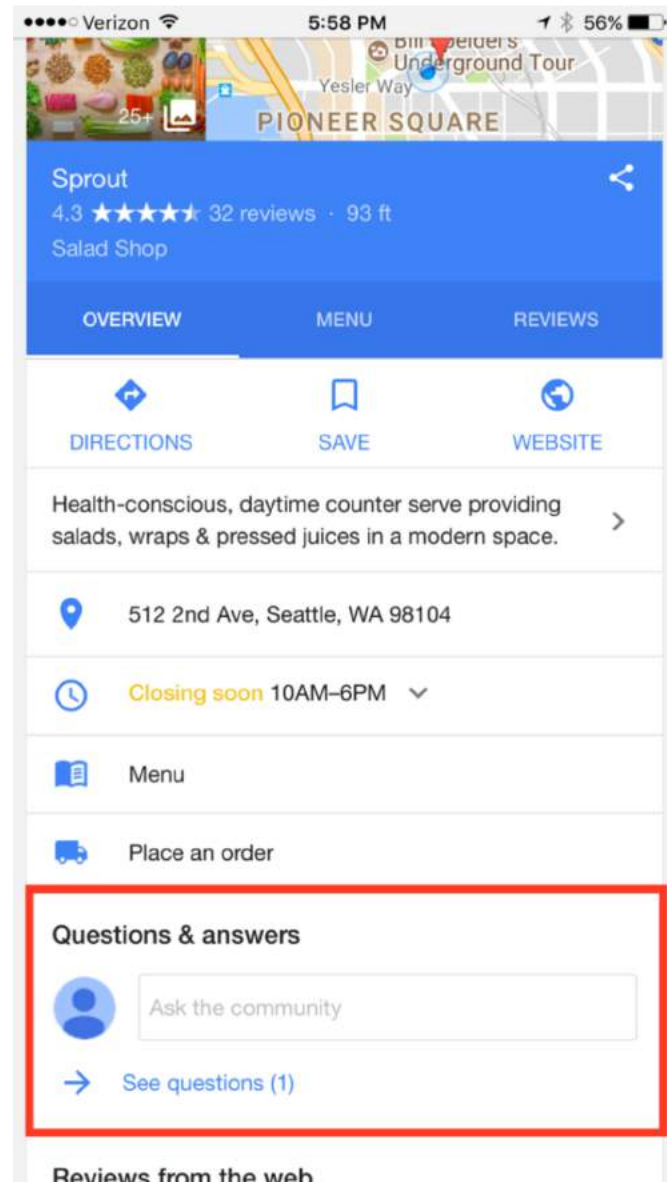 Verizon 5:58 PM 56%
Underground Tour
Yesler Way
25+
PIONEER SQUARE
Sprout
4.3 ★★★★★ 32 reviews · 93 ft
Salad Shop
OVERVIEW MENU REVIEWS
DIRECTIONS SAVE WEBSITE
Health-conscious, daytime counter serve providing
salads, wraps & pressed juices in a modern space.
512 2nd Ave, Seattle, WA 98104
Closing soon 10AM–6PM
Menu
Place an order
Questions & answers
Ask the community
See questions (1)
Reviews from the web